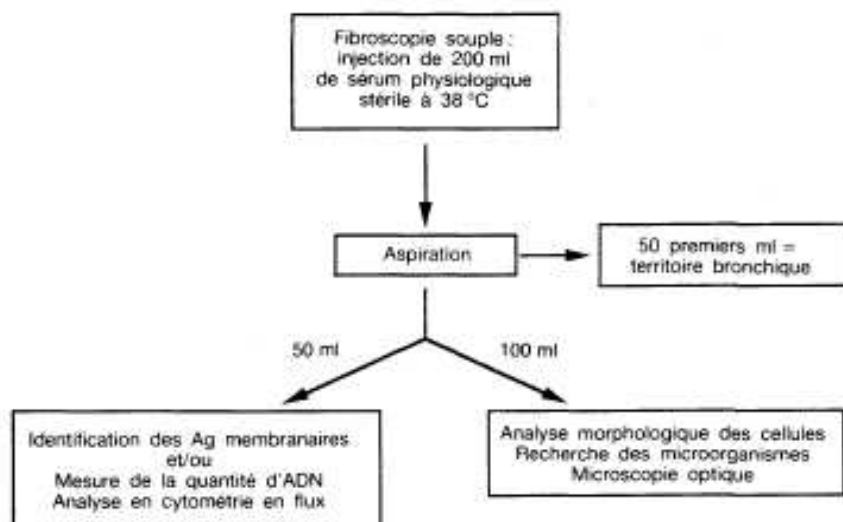 Fibroscopie souple :
injection de 200 ml
de sérum physiologique
stérile à 38 °C
Aspiration
50 premiers ml =
territoire bronchique
50 ml
100 ml
Identification des Ag membranaires
et/ou
Mesure de la quantité d'ADN
Analyse en cytométrie en flux
Analyse morphologique des cellules
Recherche des microorganismes
Microscopie optique